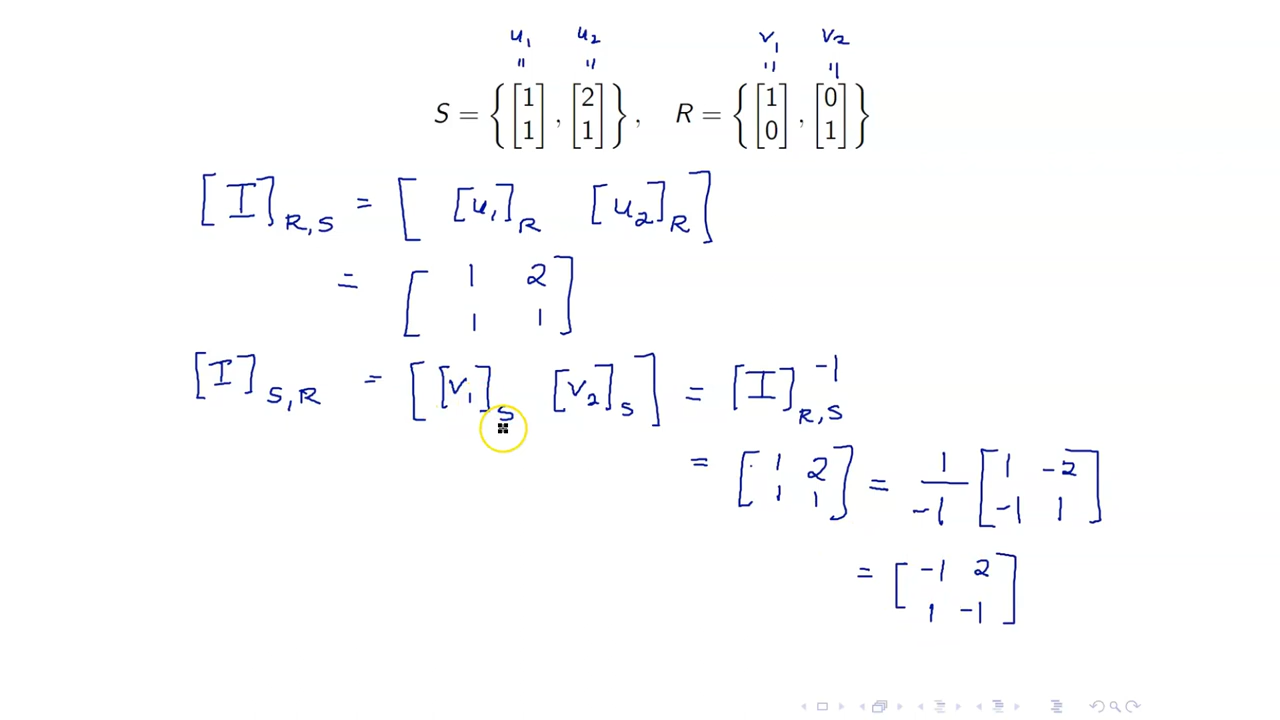 u₁ u₂ v₁ v₂
" " " "
S = { [1 1], [2 1] }, R = { [1 0], [0 1] }
[I]_{R,S} = [ [u₁]_R [u₂]_R ]
= [ 1 2
1 1 ]
[I]_{S,R} = [ [v₁]_S [v₂]_S ] = [I]_{R,S}^{-1}
= [ 1 2
1 1 ] = 1/-1 [ 1 -2
-1 1 ]
= [ -1 2
1 -1 ]